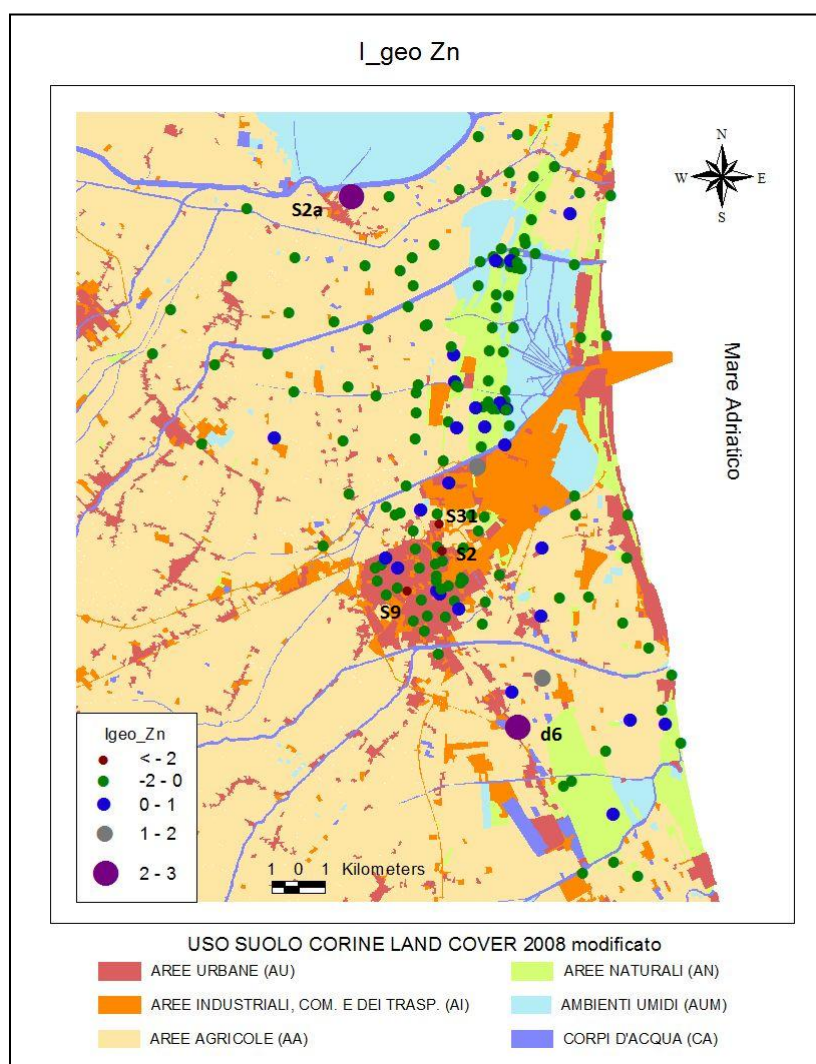 I_geo Zn
N
W E
S
S2a
Mare Adriatico
S31
S2
S9
d6
Igeo_Zn
< - 2
-2 - 0
0 - 1
1 - 2
2 - 3
1 0 1 Kilometers
USO SUOLO CORINE LAND COVER 2008 modificato
AREE URBANE (AU)
AREE NATURALI (AN)
AREE INDUSTRIALI, COM. E DEI TRASP. (AI)
AMBIENTI UMIDI (AUM)
AREE AGRICOLE (AA)
CORPI D'ACQUA (CA)